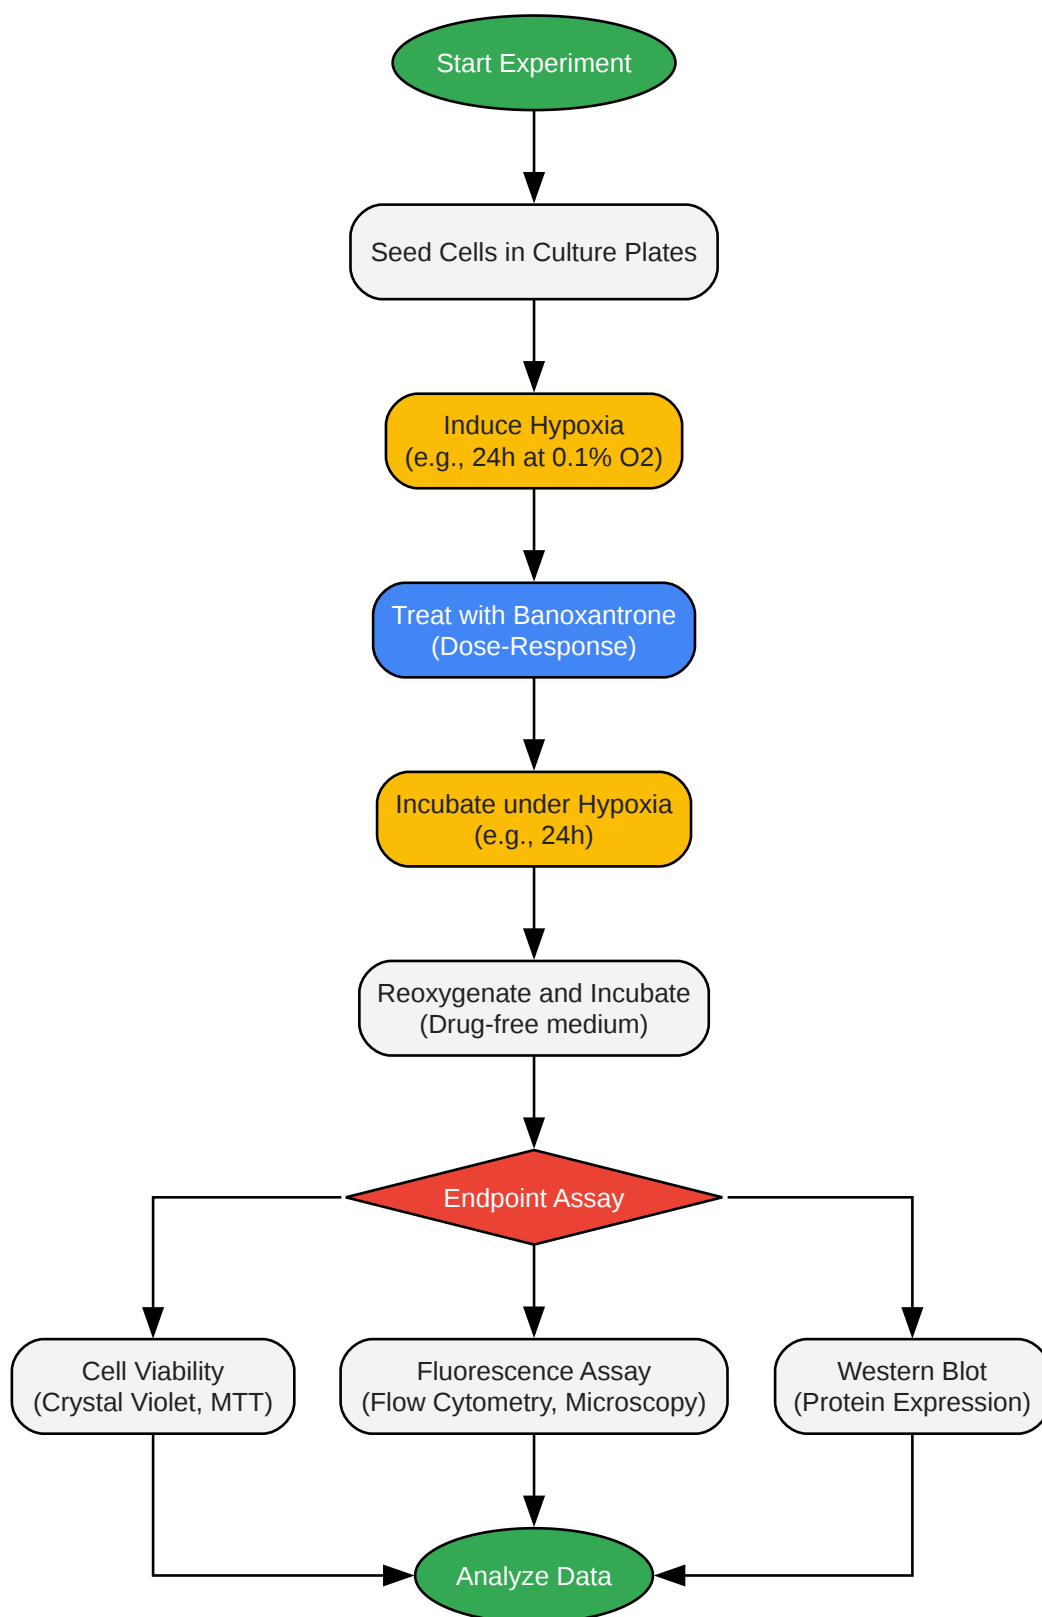 Start Experiment
Seed Cells in Culture Plates
Induce Hypoxia
(e.g., 24h at 0.1% O2)
Treat with Banoxantrone
(Dose-Response)
Incubate under Hypoxia
(e.g., 24h)
Reoxygenate and Incubate
(Drug-free medium)
Endpoint Assay
Cell Viability
(Crystal Violet, MTT)
Fluorescence Assay
(Flow Cytometry, Microscopy)
Western Blot
(Protein Expression)
Analyze Data